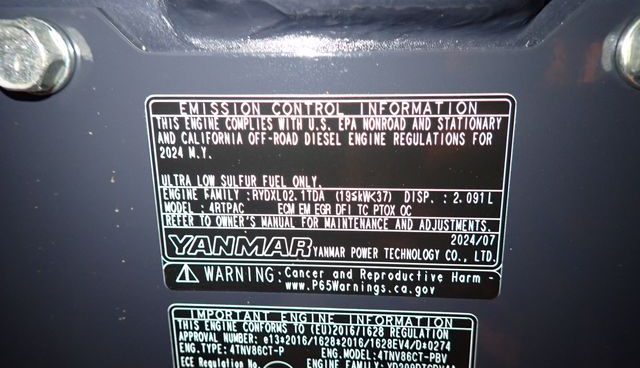 EMISSION CONTROL INFORMATION
THIS ENGINE COMPLIES WITH U.S. EPA NONROAD AND STATIONARY
AND CALIFORNIA OFF-ROAD DIESEL ENGINE REGULATIONS FOR
2024 M.Y.
ULTRA LOW SULFUR FUEL ONLY.
ENGINE FAMILY :RYDXL02.1TDA (19≤kW<37) DISP. : 2.091L
MODEL : 4RTPAC ECM EM EGR DFI TC PTOX OC
REFER TO OWNER'S MANUAL FOR MAINTENANCE AND ADJUSTMENTS.
2024/07
YANMAR YANMAR POWER TECHNOLOGY CO., LTD.
WARNING: Cancer and Reproductive Harm -
www.P65Warnings.ca.gov
IMPORTANT ENGINE INFORMATION
THIS ENGINE CONFORMS TO (EU)2016/1628 REGULATION
APPROVAL NUMBER: e13*2016/1628*2016/1628EV4/D*0274
ENG.TYPE: 4TNV86CT-P ENG.MODEL:4TNV86CT-PBV
ECE Regulation No. ENGINE FAMILY